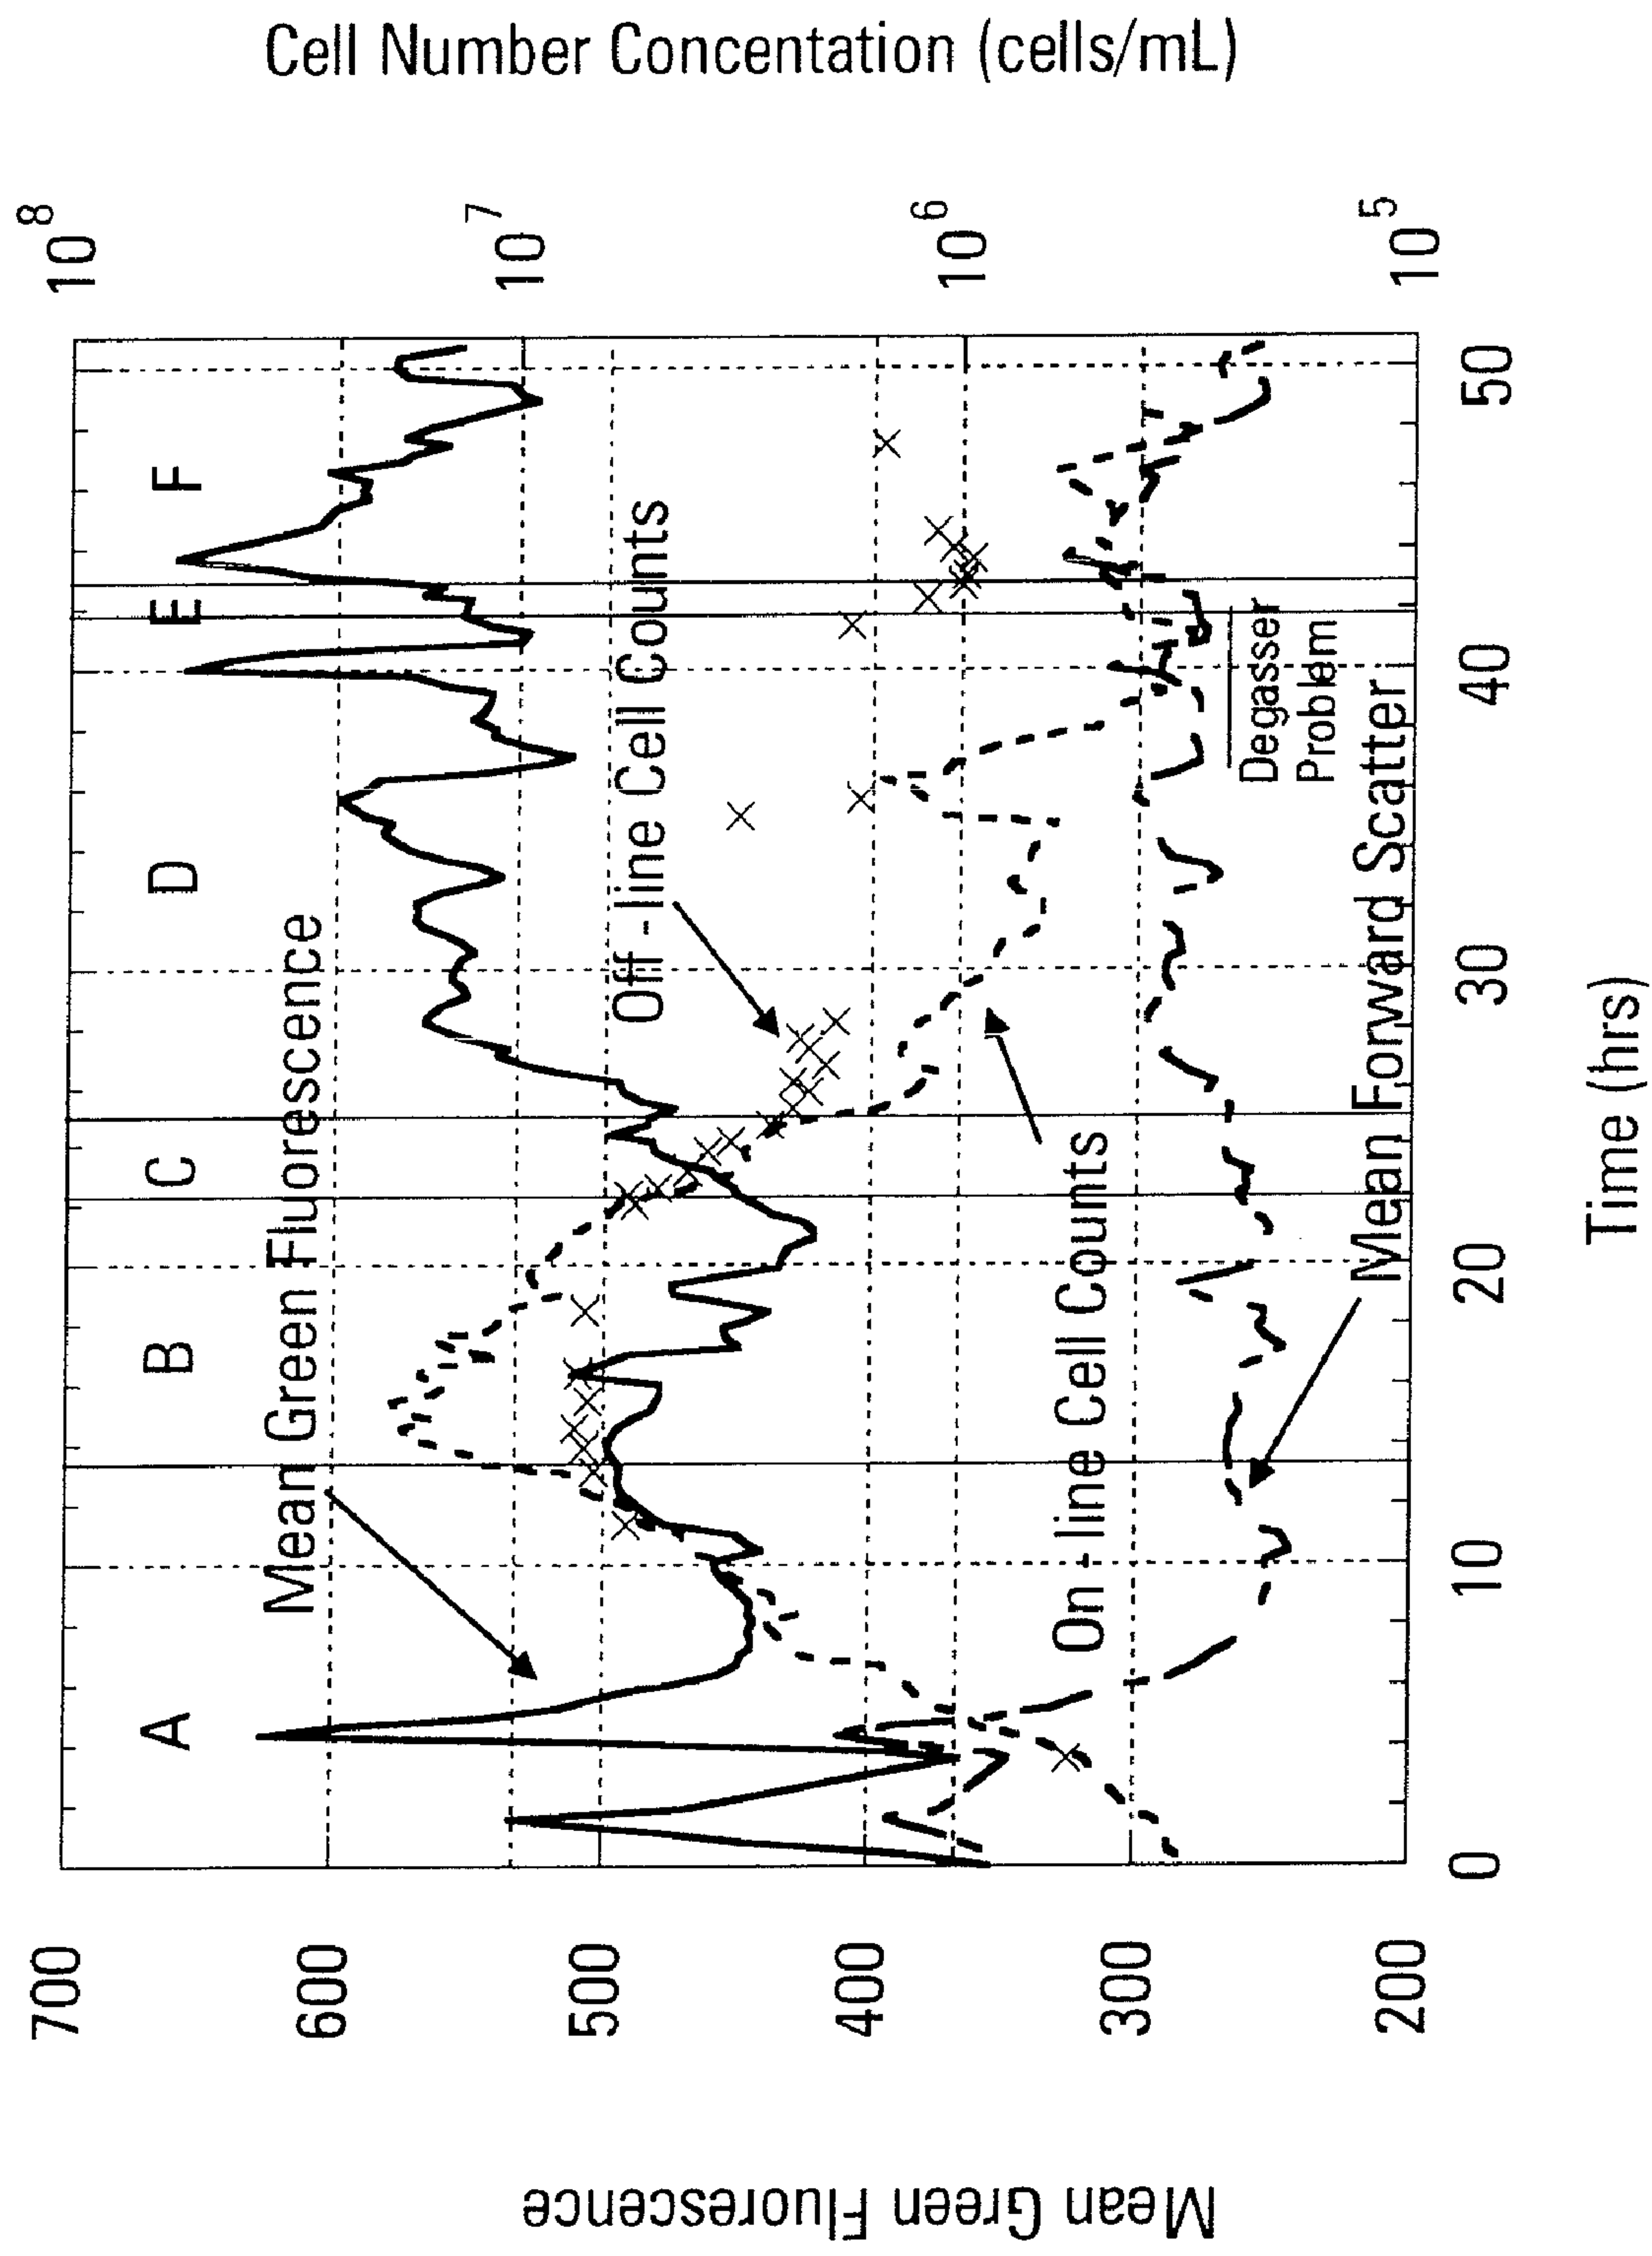 Cell Number Concentration (cells/mL)
10 8
10 7
10 6
10 5
A
B
C
D
E
F
Mean Green Fluorescence
Off-line Cell Counts
On-line Cell Counts
Mean Forward Scatter
Degasser
Problem
700
600
500
400
300
200
Mean Green Fluorescence
0
10
20
30
40
50
Time (hrs)